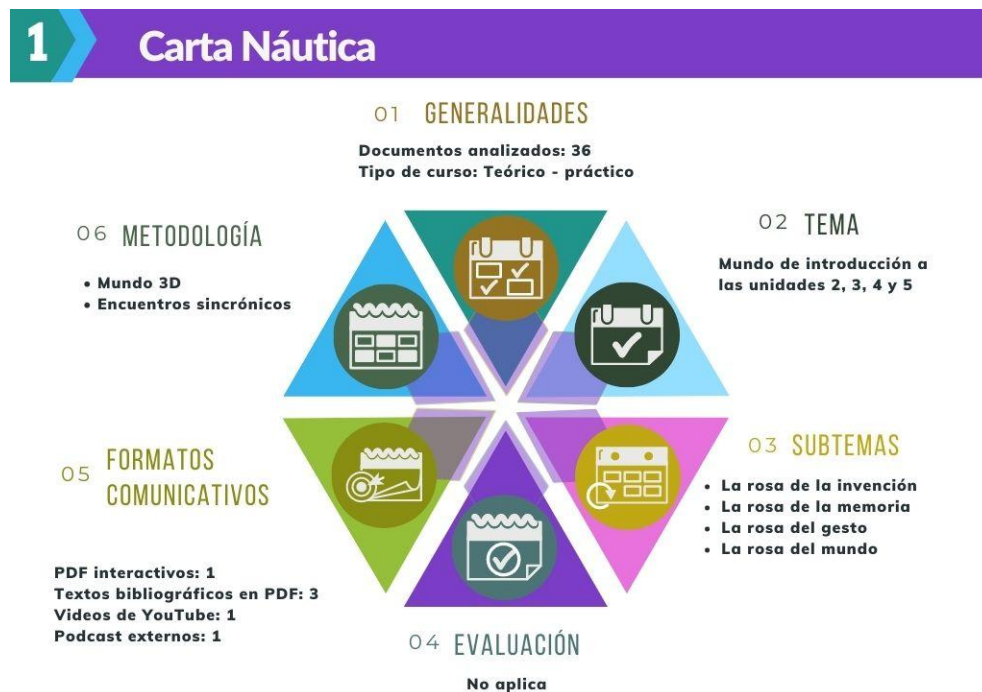 1 Carta Náutica
01 GENERALIDADES
Documentos analizados: 36
Tipo de curso: Teórico - práctico
02 TEMA
Mundo de introducción a
las unidades 2, 3, 4 y 5
03 SUBTEMAS
• La rosa de la invención
• La rosa de la memoria
• La rosa del gesto
• La rosa del mundo
04 EVALUACIÓN
No aplica
05 FORMATOS
COMUNICATIVOS
PDF interactivos: 1
Textos bibliográficos en PDF: 3
Videos de YouTube: 1
Podcast externos: 1
06 METODOLOGÍA
• Mundo 3D
• Encuentros sincrónicos